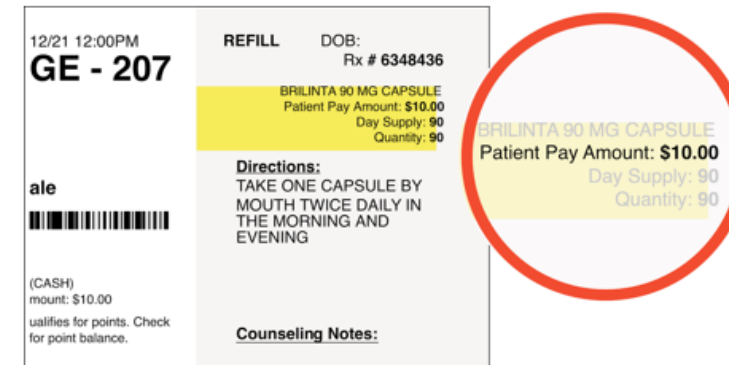 12/21 12:00PM
GE - 207
ale
(CASH)
mount: $10.00
ualifies for points. Check
for point balance.
REFILL DOB:
Rx # 6348436
BRILINTA 90 MG CAPSULE
Patient Pay Amount: $10.00
Day Supply: 90
Quantity: 90
Directions:
TAKE ONE CAPSULE BY
MOUTH TWICE DAILY IN
THE MORNING AND
EVENING
Counseling Notes:
BRILINTA 90 MG CAPSULE
Patient Pay Amount: $10.00
Day Supply: 90
Quantity: 90